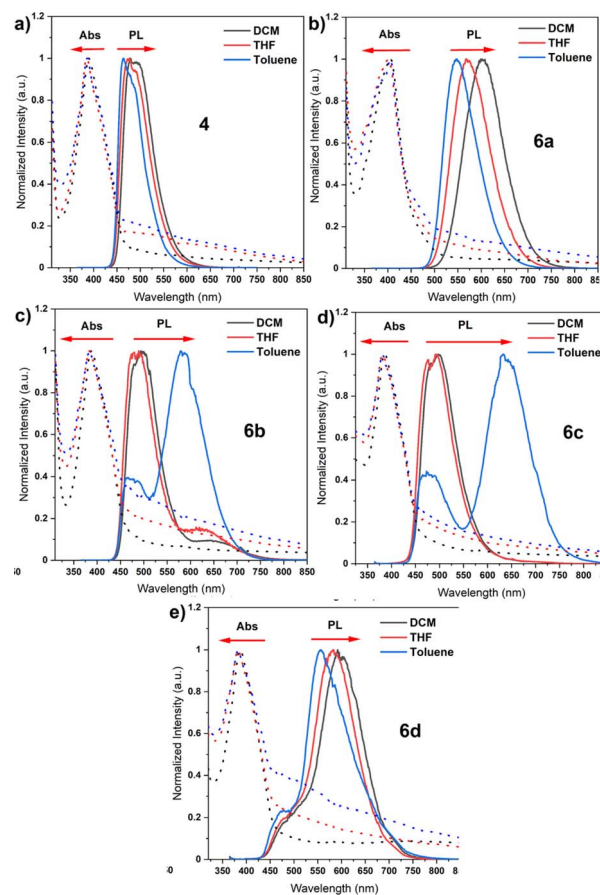 a)
Normalized Intensity (a.u.)
1.2
1
0.8
0.6
0.4
0.2
0
Abs
PL
DCM
THF
Toluene
4
350 400 450 500 550 600 650 700 750 800 850
Wavelength (nm)
b)
Normalized Intensity (a.u.)
1.2
1
0.8
0.6
0.4
0.2
0
Abs
PL
DCM
THF
Toluene
6a
350 400 450 500 550 600 650 700 750 800 85
Wavelength (nm)
c)
Normalized Intensity (a.u.)
1.2
1
0.8
0.6
0.4
0.2
0
Abs
PL
DCM
THF
Toluene
6b
350 400 450 500 550 600 650 700 750 800 850
Wavelength (nm)
d)
Normalized Intensity (a.u.)
1.2
1
0.8
0.6
0.4
0.2
0
Abs
PL
DCM
THF
Toluene
6c
350 400 450 500 550 600 650 700 750 800 850
Wavelength (nm)
e)
Normalized Intensity (a.u.)
1.2
1
0.8
0.6
0.4
0.2
0
Abs
PL
DCM
THF
Toluene
6d
350 400 450 500 550 600 650 700 750 800 85
Wavelength (nm)